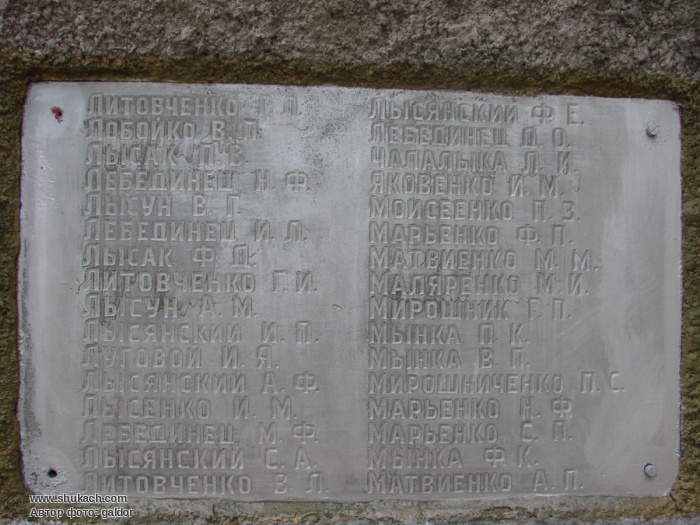 ЛИТОВЧЕНКО Г. Л.
ЛОБОЙКО В. П.
ЛЫСАК П. З.
ЛЕБЕДИНЕЦ Н. Ф.
ЛЫСУН В. Г.
ЛЕБЕДИНЕЦ И. Л.
ЛЫСАК Ф. Д.
ЛИТОВЧЕНКО Г. И.
ЛЫСУН А. М.
ЛЫСЯНСКИЙ И. П.
ЛУГОВОЙ И. Я.
ЛЫСЯНСКИЙ А. Ф.
ЛЫСЕНКО И. М.
ЛЕБЕДИНЕЦ М. Ф.
ЛЫСЯНСКИЙ С. А.
ЛИТОВЧЕНКО В. Л.
ЛЫСЯНСКИЙ Ф. Е.
ЛЕБЕДИНЕЦ Д. О.
ЧАЛАЛЫКА Л. И.
ЯКОВЕНКО И. М.
МОИСЕЕНКО П. З.
МАРЬЕНКО Ф. П.
МАТВИЕНКО М. М.
МАЛЯРЕНКО М. И.
МИРОШНИК Г. П.
МЫНКА П. К.
МЫНКА В. П.
МИРОШНИЧЕНКО П. С.
МАРЬЕНКО Н. Ф.
МАРЬЕНКО С. П.
МЫНКА Ф. К.
МАТВИЕНКО А. П.
www.shukach.com
Автор фото: galdor